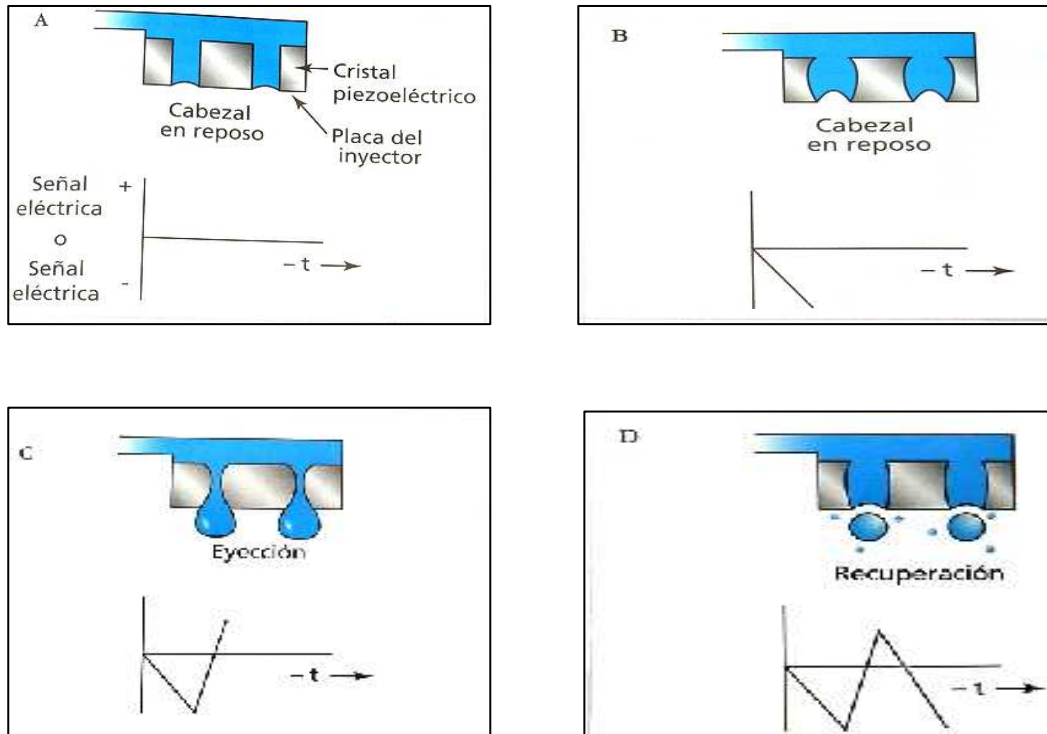 A
Cristal
piezoeléctrico
Cabezal
en reposo
Placa del
inyector
Señal
eléctrica
+
o
Señal
eléctrica
-
– t
B
Cabezal
en reposo
– t
C
Eyección
– t
D
Recuperación
– t